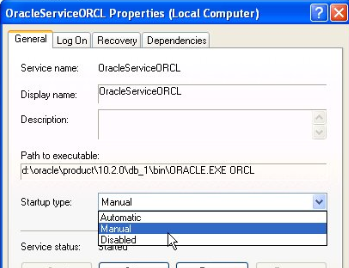 OracleServiceORCL Properties (Local Computer)
General Log On Recovery Dependencies
Service name: OracleServiceORCL
Display name: OracleServiceORCL
Description:
Path to executable:
d:\oracle\product\10.2.0\db_1\bin\ORACLE.EXE ORCL
Startup type: Manual
Automatic
Manual
Disabled
Service status: Started